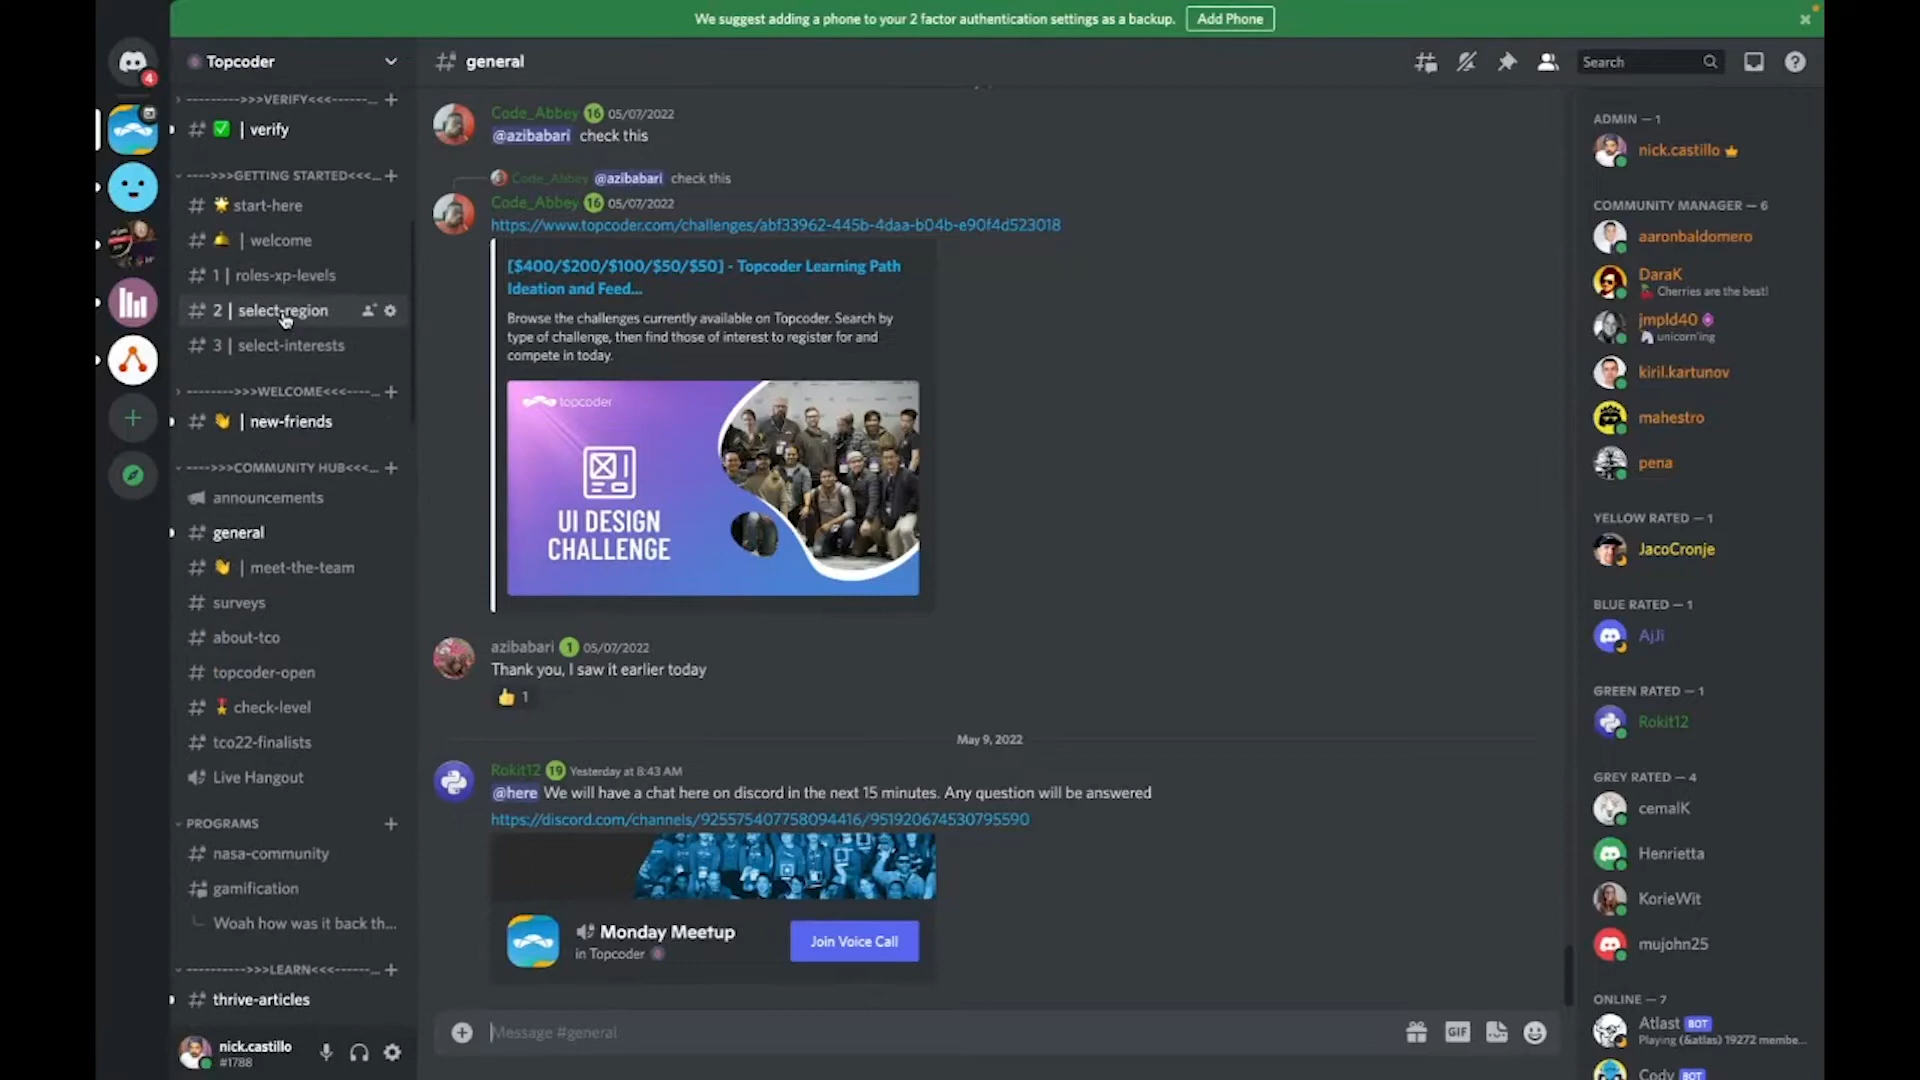 We suggest adding a phone to your 2 factor authentication settings as a backup. Add Phone
4
Topcoder
--------->>>VERIFY<<<------...
| verify
---->>>GETTING STARTED<<<...
start-here
| welcome
1 | roles-xp-levels
2 | select-region
3 | select-interests
-------->>>WELCOME<<<----...
| new-friends
---->>>COMMUNITY HUB<<<...
announcements
general
| meet-the-team
surveys
about-tco
topcoder-open
check-level
tco22-finalists
Live Hangout
PROGRAMS
nasa-community
gamification
Woah how was it back th...
---------->>>LEARN<<<------...
thrive-articles
nick.castillo
#1788
general
Search
Code_Abbey 16 05/07/2022
@azibabari check this
Code_Abbey @azibabari check this
Code_Abbey 16 05/07/2022
https://www.topcoder.com/challenges/abf33962-445b-4daa-b04b-e90f4d523018
[$400/$200/$100/$50/$50] - Topcoder Learning Path
Ideation and Feed...
Browse the challenges currently available on Topcoder. Search by
type of challenge, then find those of interest to register for and
compete in today.
topcoder
UI DESIGN
CHALLENGE
azibabari 1 05/07/2022
Thank you, I saw it earlier today
1
May 9, 2022
Rokit12 19 Yesterday at 8:43 AM
@here We will have a chat here on discord in the next 15 minutes. Any question will be answered
https://discord.com/channels/925575407758094416/951920674530795590
Monday Meetup
in Topcoder
Join Voice Call
Message #general
GIF
ADMIN — 1
nick.castillo
COMMUNITY MANAGER — 6
aaronbaldomero
DaraK
Cherries are the best!
jmpld40
unicorn'ing
kiril.kartunov
mahestro
pena
YELLOW RATED — 1
JacoCronje
BLUE RATED — 1
AjJi
GREEN RATED — 1
Rokit12
GREY RATED — 4
cemalK
Henrietta
KorieWit
mujohn25
ONLINE — 7
Atlast BOT
Playing (&atlas) 19272 membe...
Cody BOT